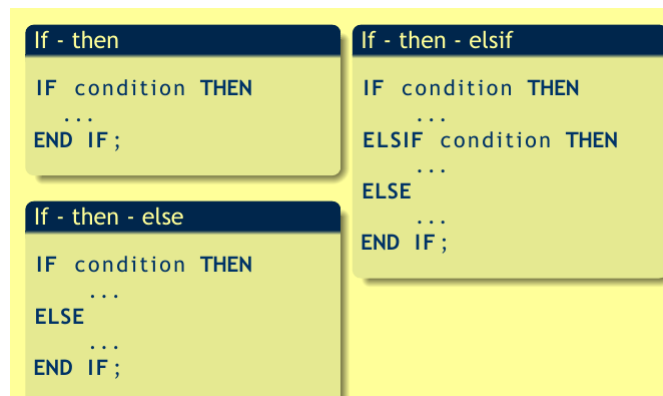 If - then
IF condition THEN
...
END IF;
If - then - else
IF condition THEN
...
ELSE
...
END IF;
If - then - elsif
IF condition THEN
...
ELSIF condition THEN
...
ELSE
...
END IF;